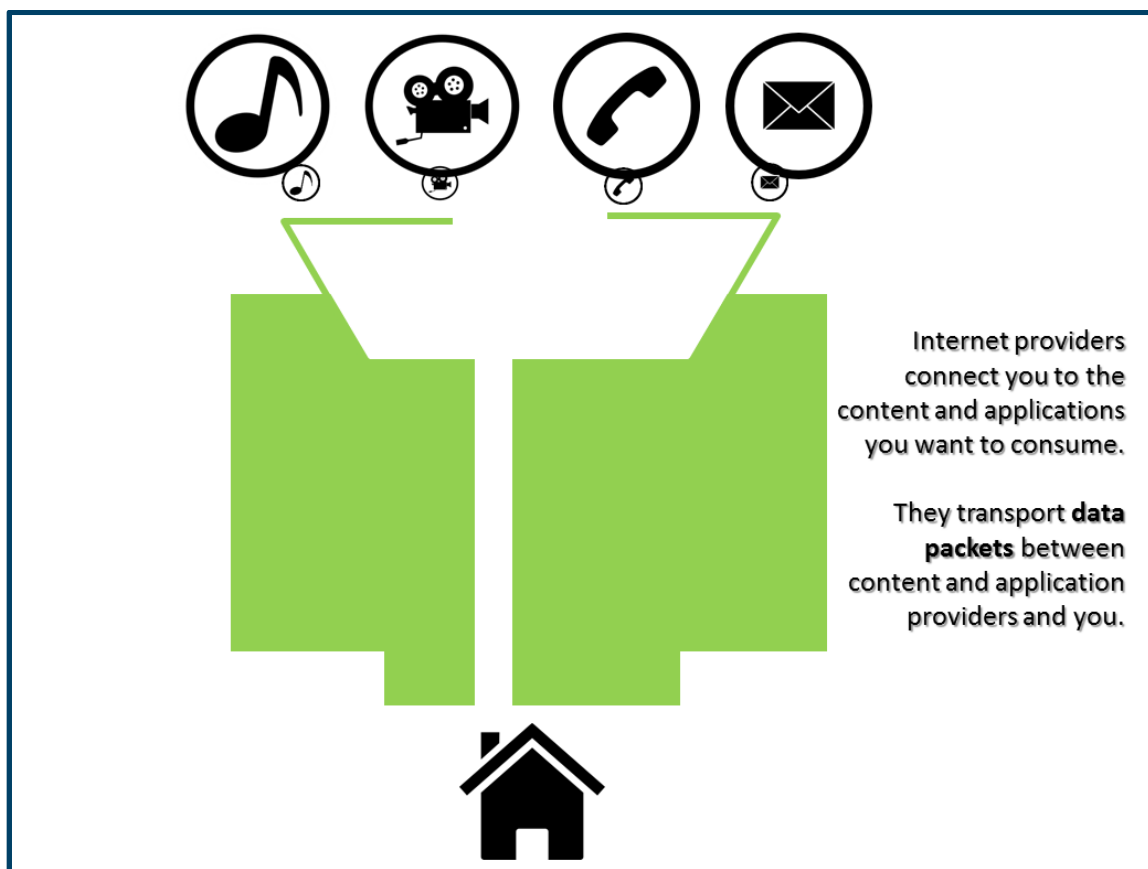 Internet providers
connect you to the
content and applications
you want to consume.
They transport data
packets between
content and application
providers and you.